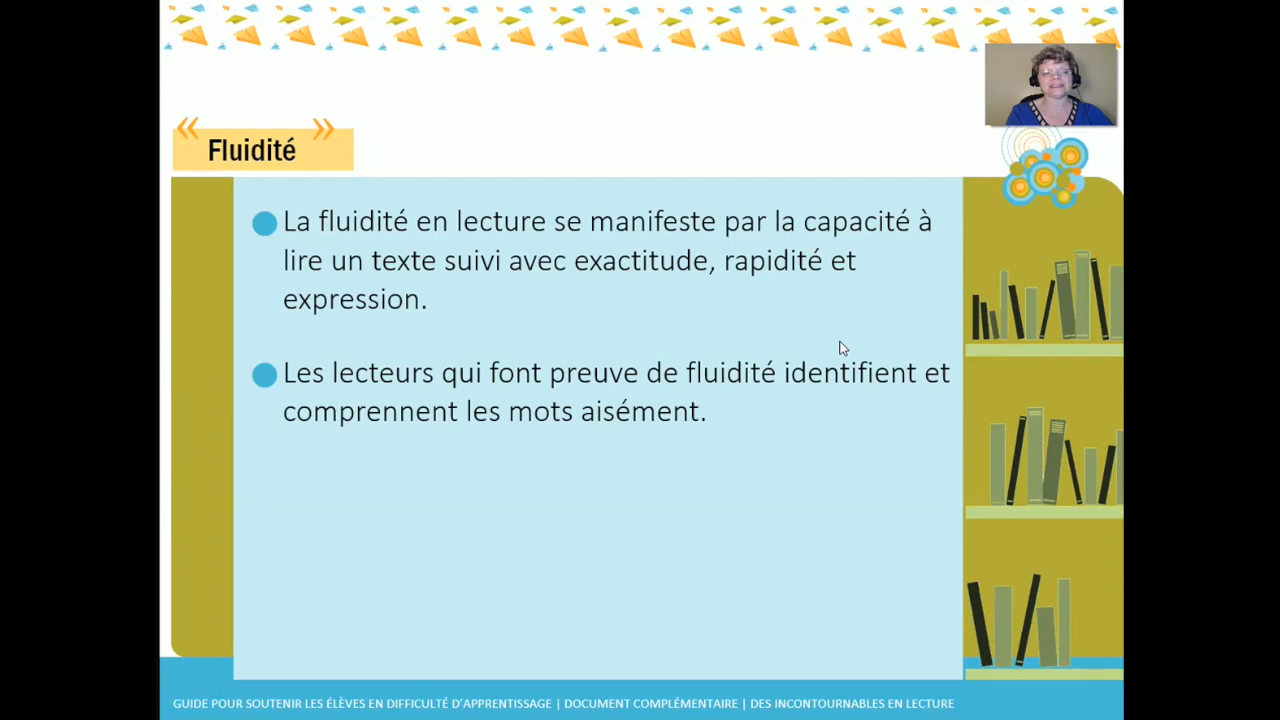 « Fluidité »
La fluidité en lecture se manifeste par la capacité à
lire un texte suivi avec exactitude, rapidité et
expression.
Les lecteurs qui font preuve de fluidité identifient et
comprennent les mots aisément.
GUIDE POUR SOUTENIR LES ÉLÈVES EN DIFFICULTÉ D'APPRENTISSAGE | DOCUMENT COMPLÉMENTAIRE | DES INCONTOURNABLES EN LECTURE